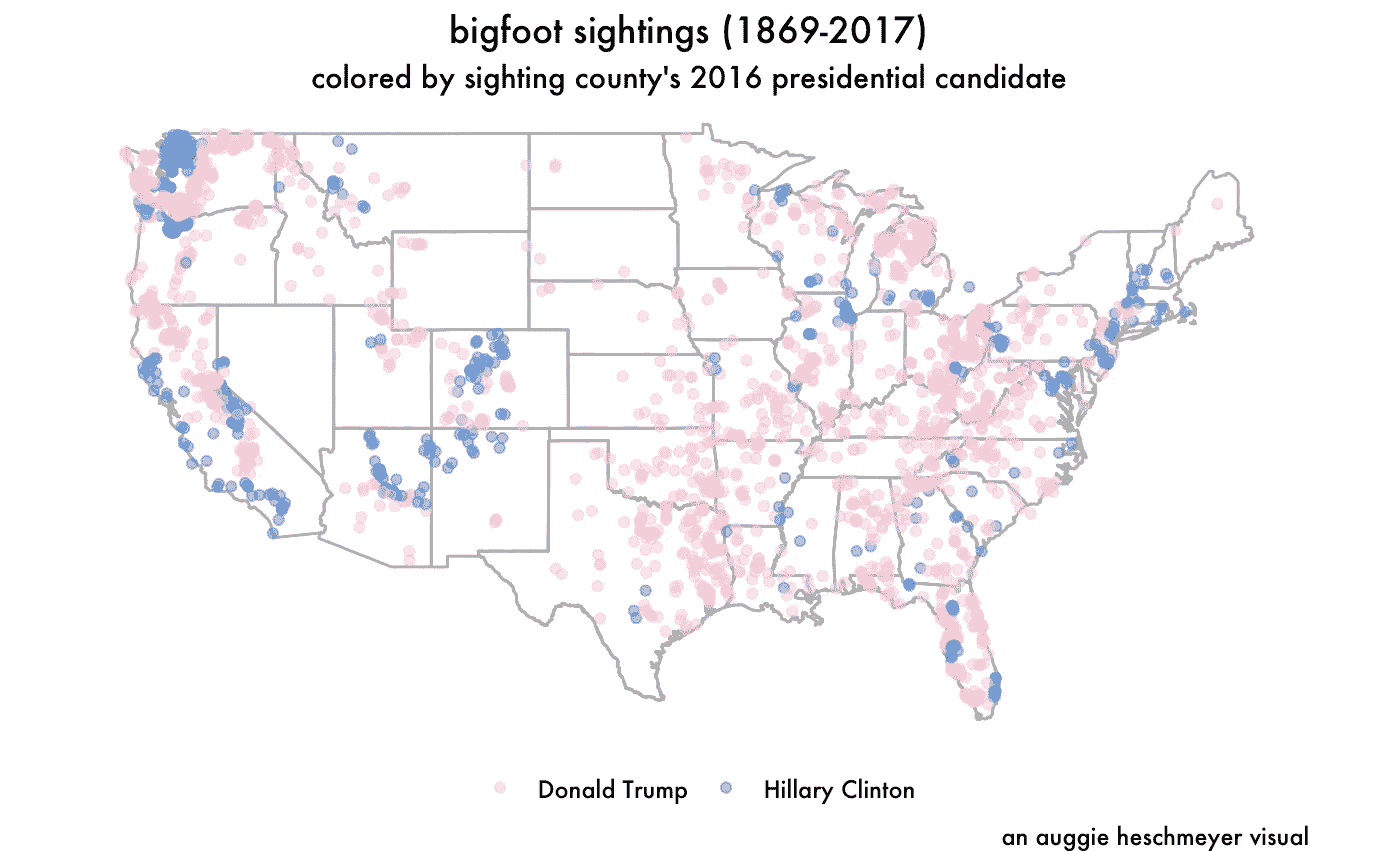 bigfoot sightings (1869-2017)
colored by sighting county's 2016 presidential candidate
Donald Trump Hillary Clinton
an auggie heschmeyer visual